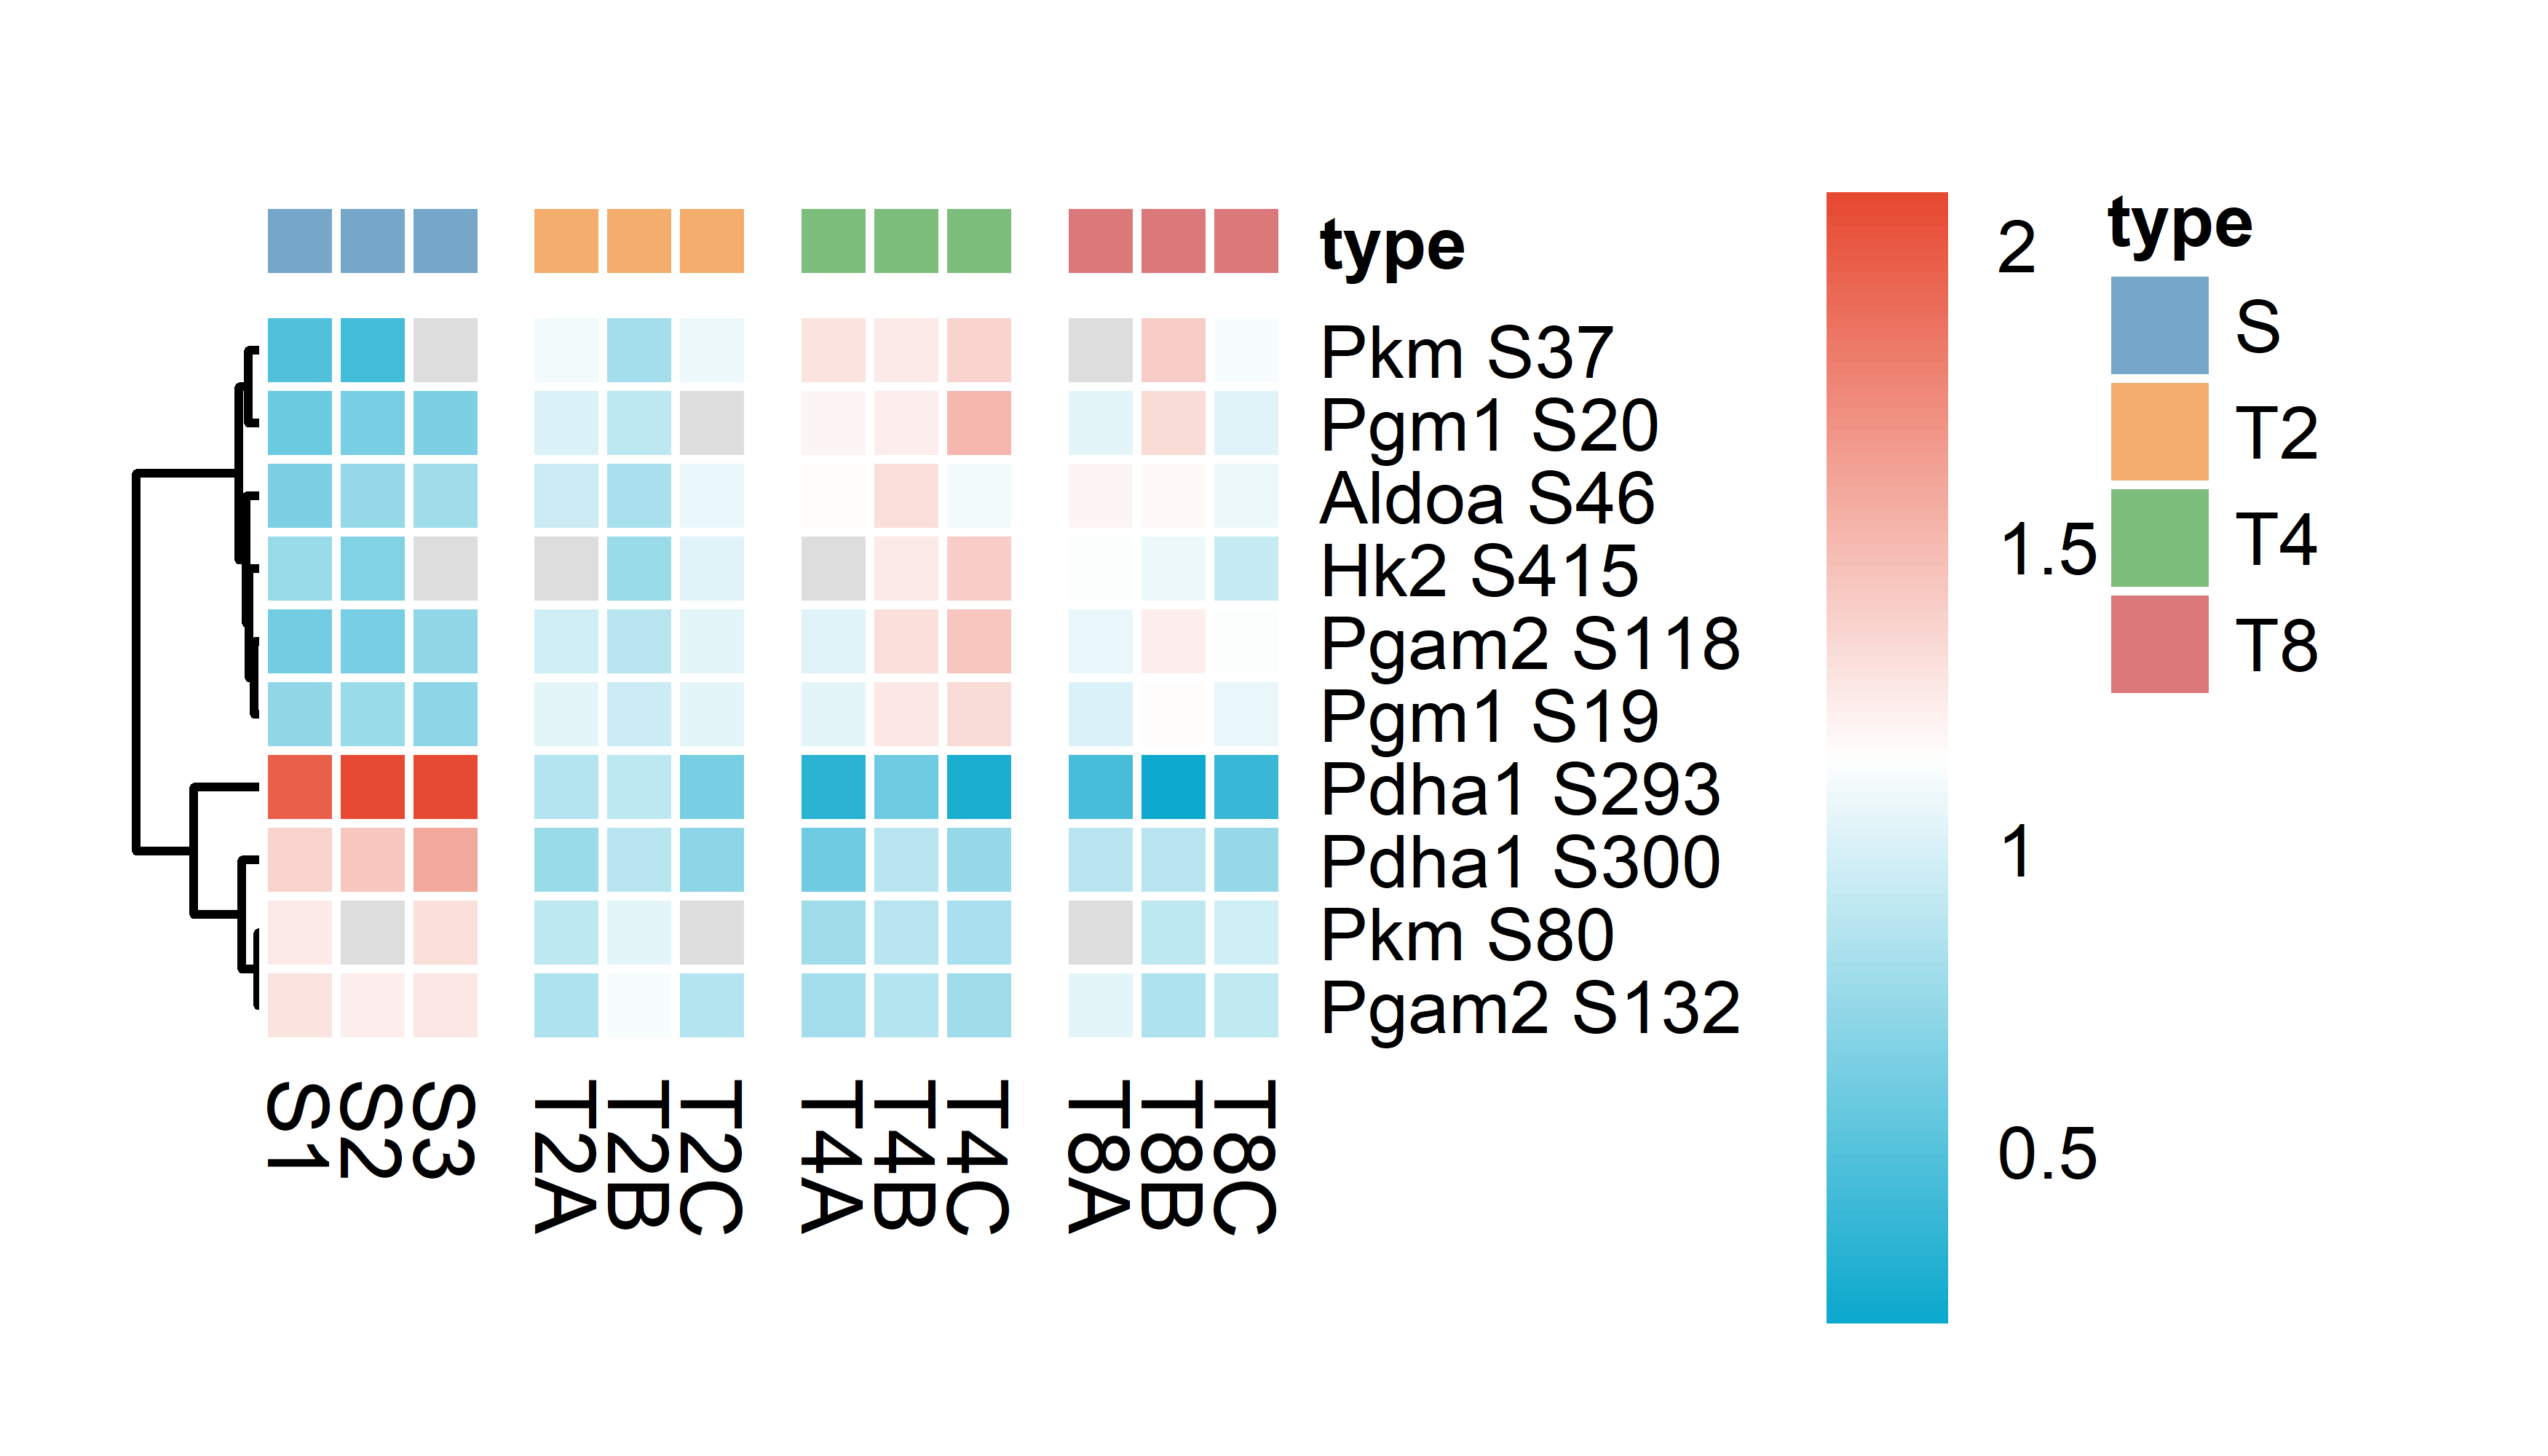 type
Pkm S37
Pgm1 S20
Aldoa S46
Hk2 S415
Pgam2 S118
Pgm1 S19
Pdha1 S293
Pdha1 S300
Pkm S80
Pgam2 S132
S1
S2
S3
T2A
T2B
T2C
T4A
T4B
T4C
T8A
T8B
T8C
2
1.5
1
0.5
type
S
T2
T4
T8